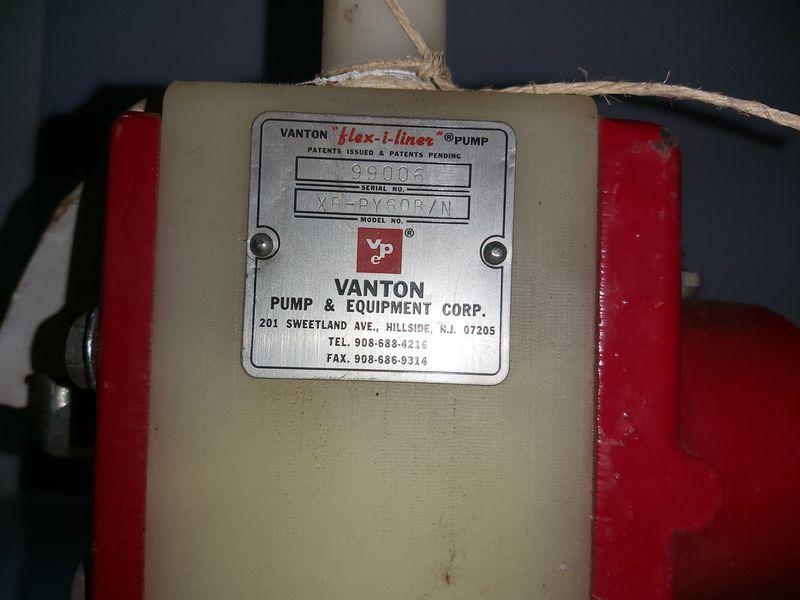 VANTON "flex-i-liner"® PUMP
PATENTS ISSUED & PATENTS PENDING
99006
SERIAL NO.
XB-PY60B/N
MODEL NO.
vpe ®
VANTON
PUMP & EQUIPMENT CORP.
201 SWEETLAND AVE., HILLSIDE, N.J. 07205
TEL. 908-688-4216
FAX. 908-686-9314